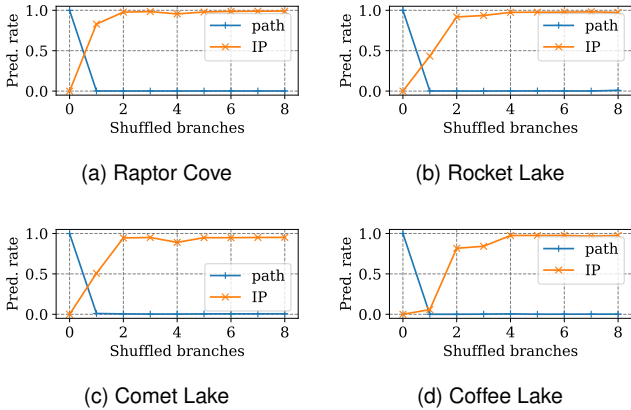 1.0
0.5
0.0
Pred. rate
path
IP
0 2 4 6 8
Shuffled branches
(a) Raptor Cove
1.0
0.5
0.0
Pred. rate
path
IP
0 2 4 6 8
Shuffled branches
(b) Rocket Lake
1.0
0.5
0.0
Pred. rate
path
IP
0 2 4 6 8
Shuffled branches
(c) Comet Lake
1.0
0.5
0.0
Pred. rate
path
IP
0 2 4 6 8
Shuffled branches
(d) Coffee Lake